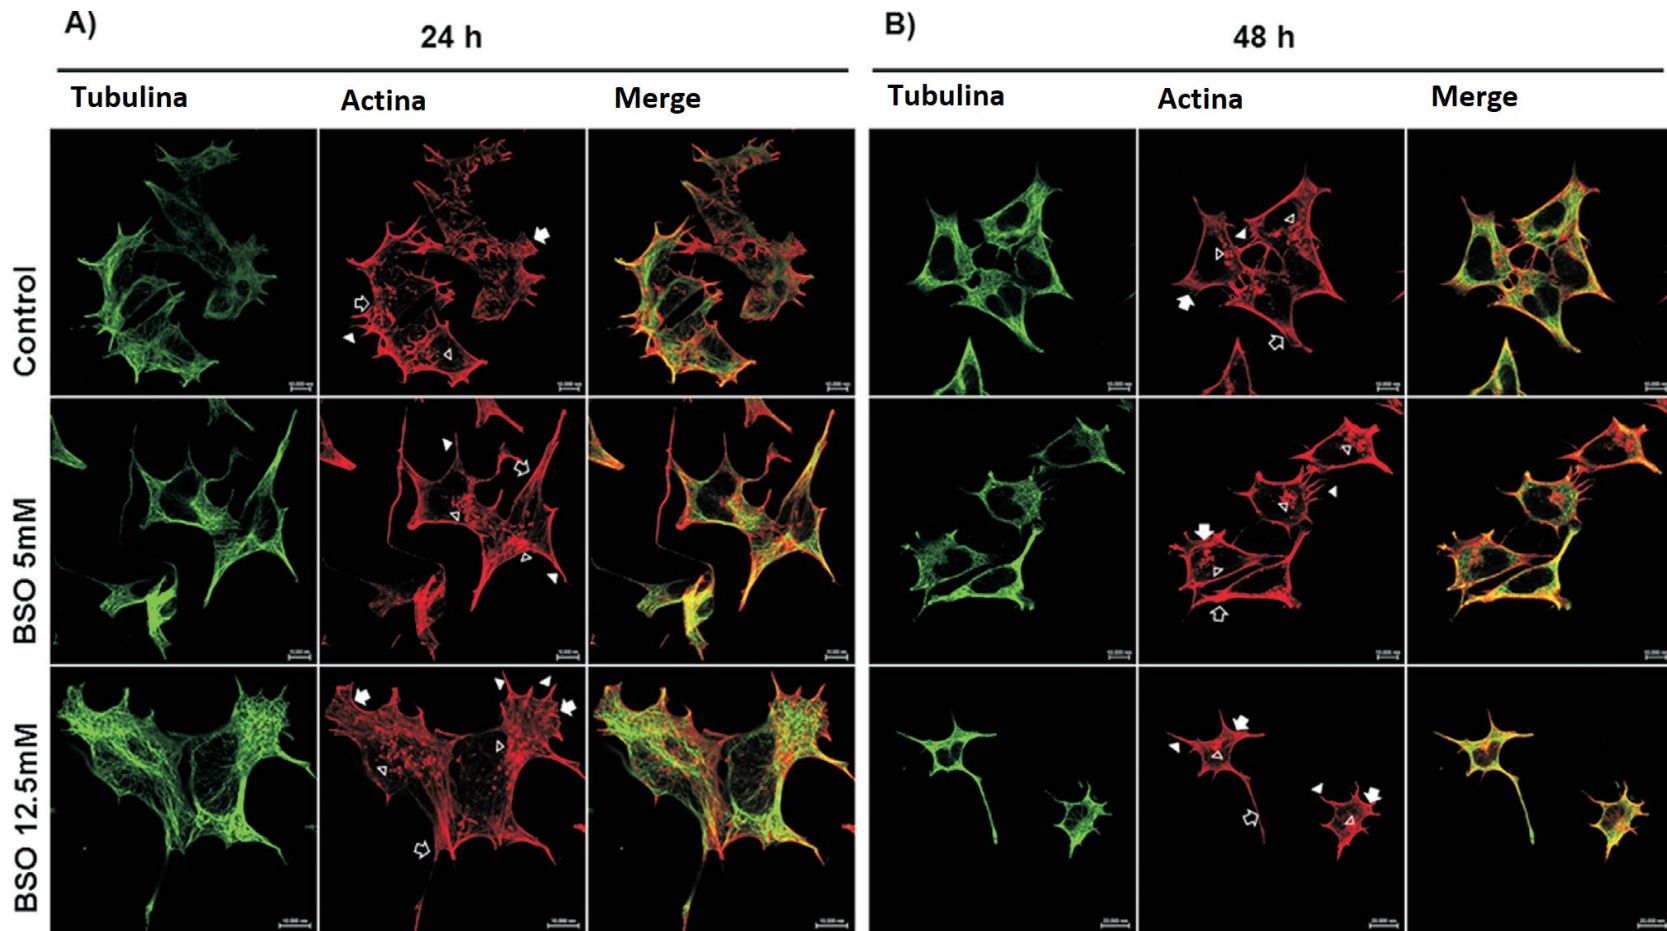 A)
24 h
Tubulina Actina Merge
B)
48 h
Tubulina Actina Merge
Control
BSO 5mM
BSO 12.5mM